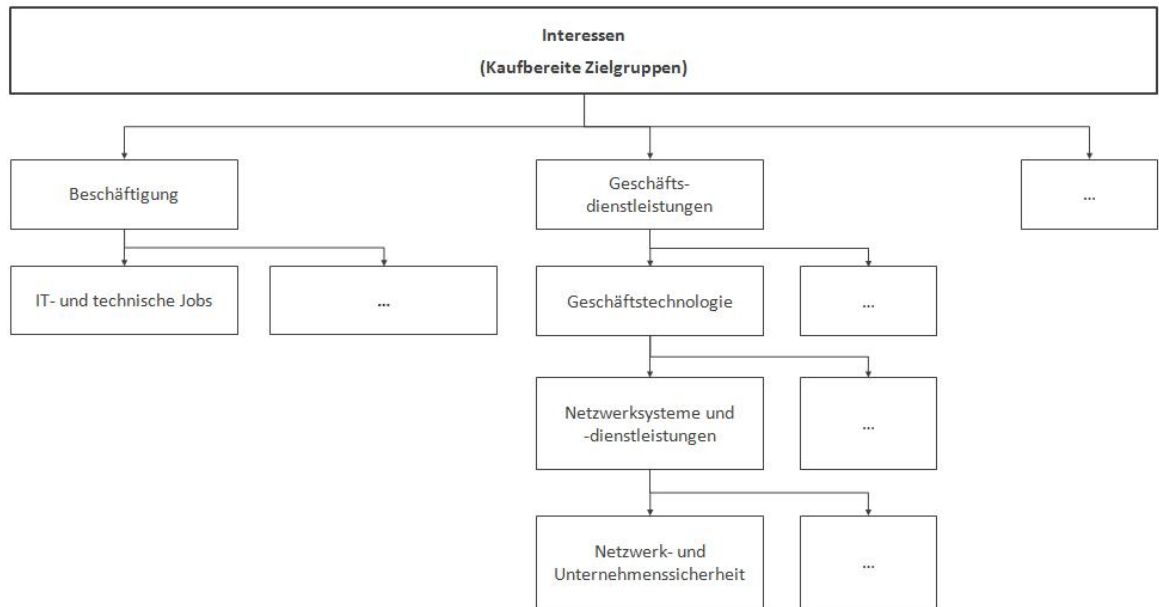 Interessen
(Kaufbereite Zielgruppen)
Beschäftigung
Geschäfts-
dienstleistungen
...
IT- und technische Jobs
...
Geschäftstechnologie
...
Netzwerksysteme und
-dienstleistungen
...
Netzwerk- und
Unternehmenssicherheit
...